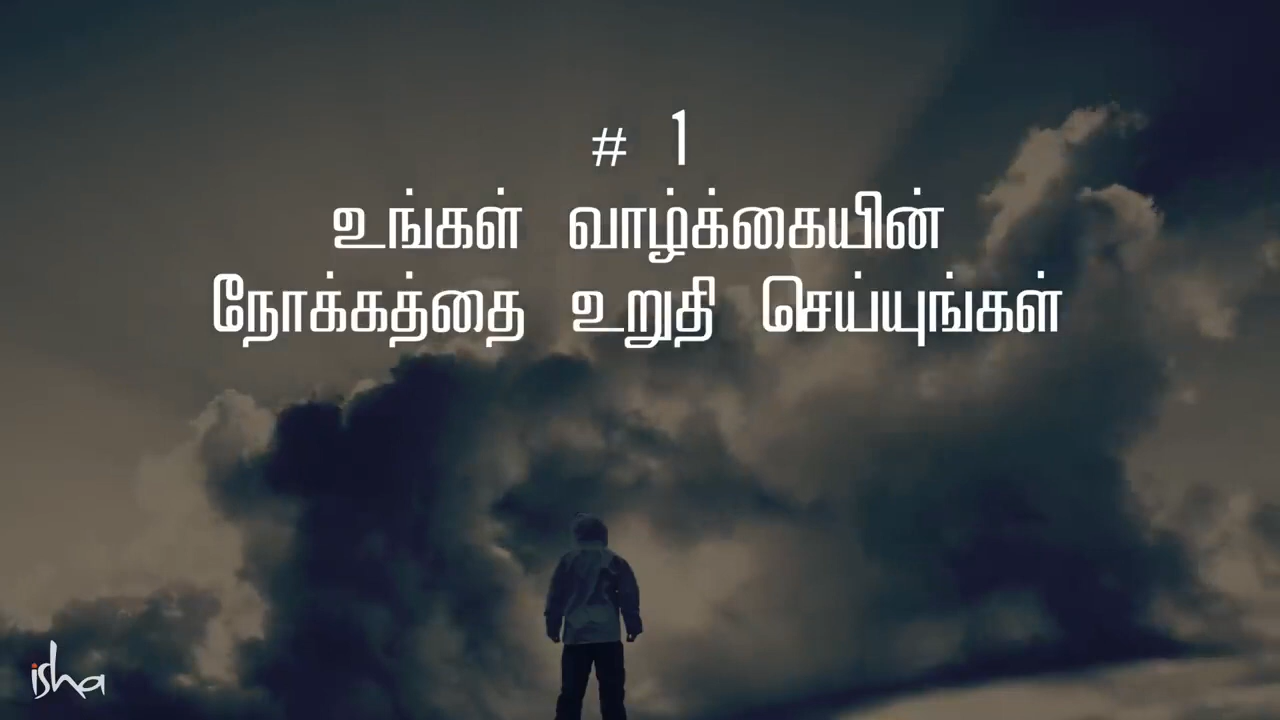 # 1
உங்கள் வாழ்க்கையின்
நோக்கத்தை உறுதி செய்யுங்கள்
isha